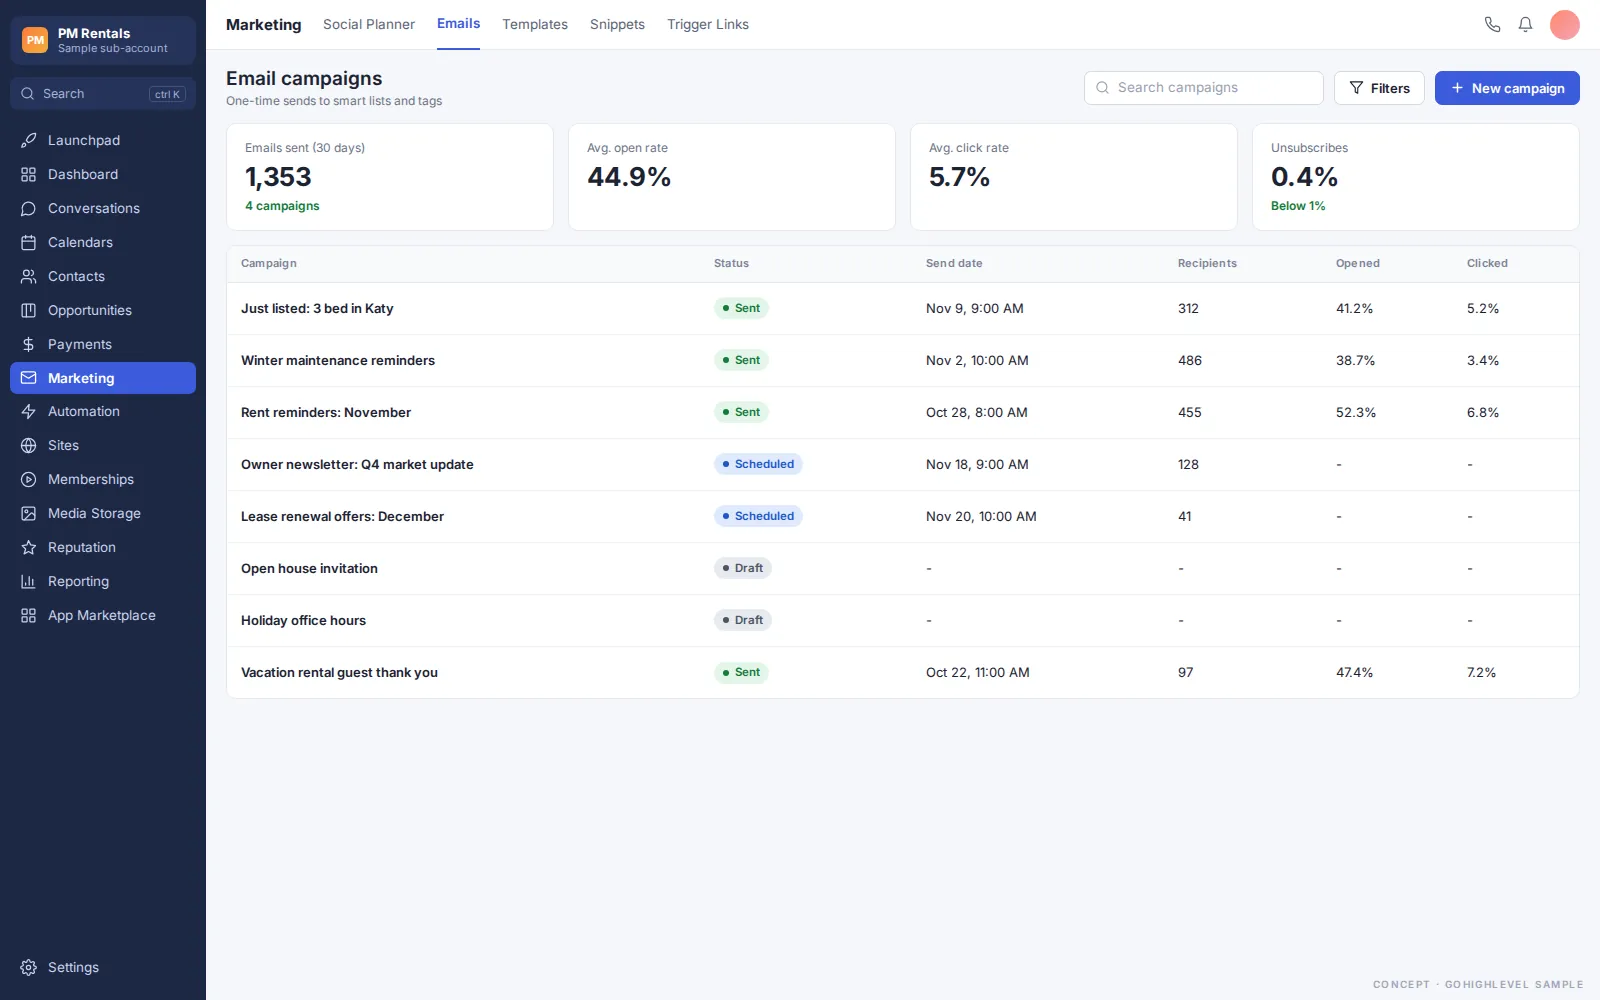 PM
PM Rentals
Sample sub-account
Search
ctrl K
Launchpad
Dashboard
Conversations
Calendars
Contacts
Opportunities
Payments
Marketing
Automation
Sites
Memberships
Media Storage
Reputation
Reporting
App Marketplace
Settings
Marketing Social Planner Emails Templates Snippets Trigger Links
Email campaigns
One-time sends to smart lists and tags
Search campaigns
Filters
New campaign
Emails sent (30 days)
1,353
4 campaigns
Avg. open rate
44.9%
Avg. click rate
5.7%
Unsubscribes
0.4%
Below 1%
Campaign Status Send date Recipients Opened Clicked
Just listed: 3 bed in Katy Sent Nov 9, 9:00 AM 312 41.2% 5.2%
Winter maintenance reminders Sent Nov 2, 10:00 AM 486 38.7% 3.4%
Rent reminders: November Sent Oct 28, 8:00 AM 455 52.3% 6.8%
Owner newsletter: Q4 market update Scheduled Nov 18, 9:00 AM 128 - -
Lease renewal offers: December Scheduled Nov 20, 10:00 AM 41 - -
Open house invitation Draft - - - -
Holiday office hours Draft - - - -
Vacation rental guest thank you Sent Oct 22, 11:00 AM 97 47.4% 7.2%
CONCEPT · GOHIGHLEVEL SAMPLE